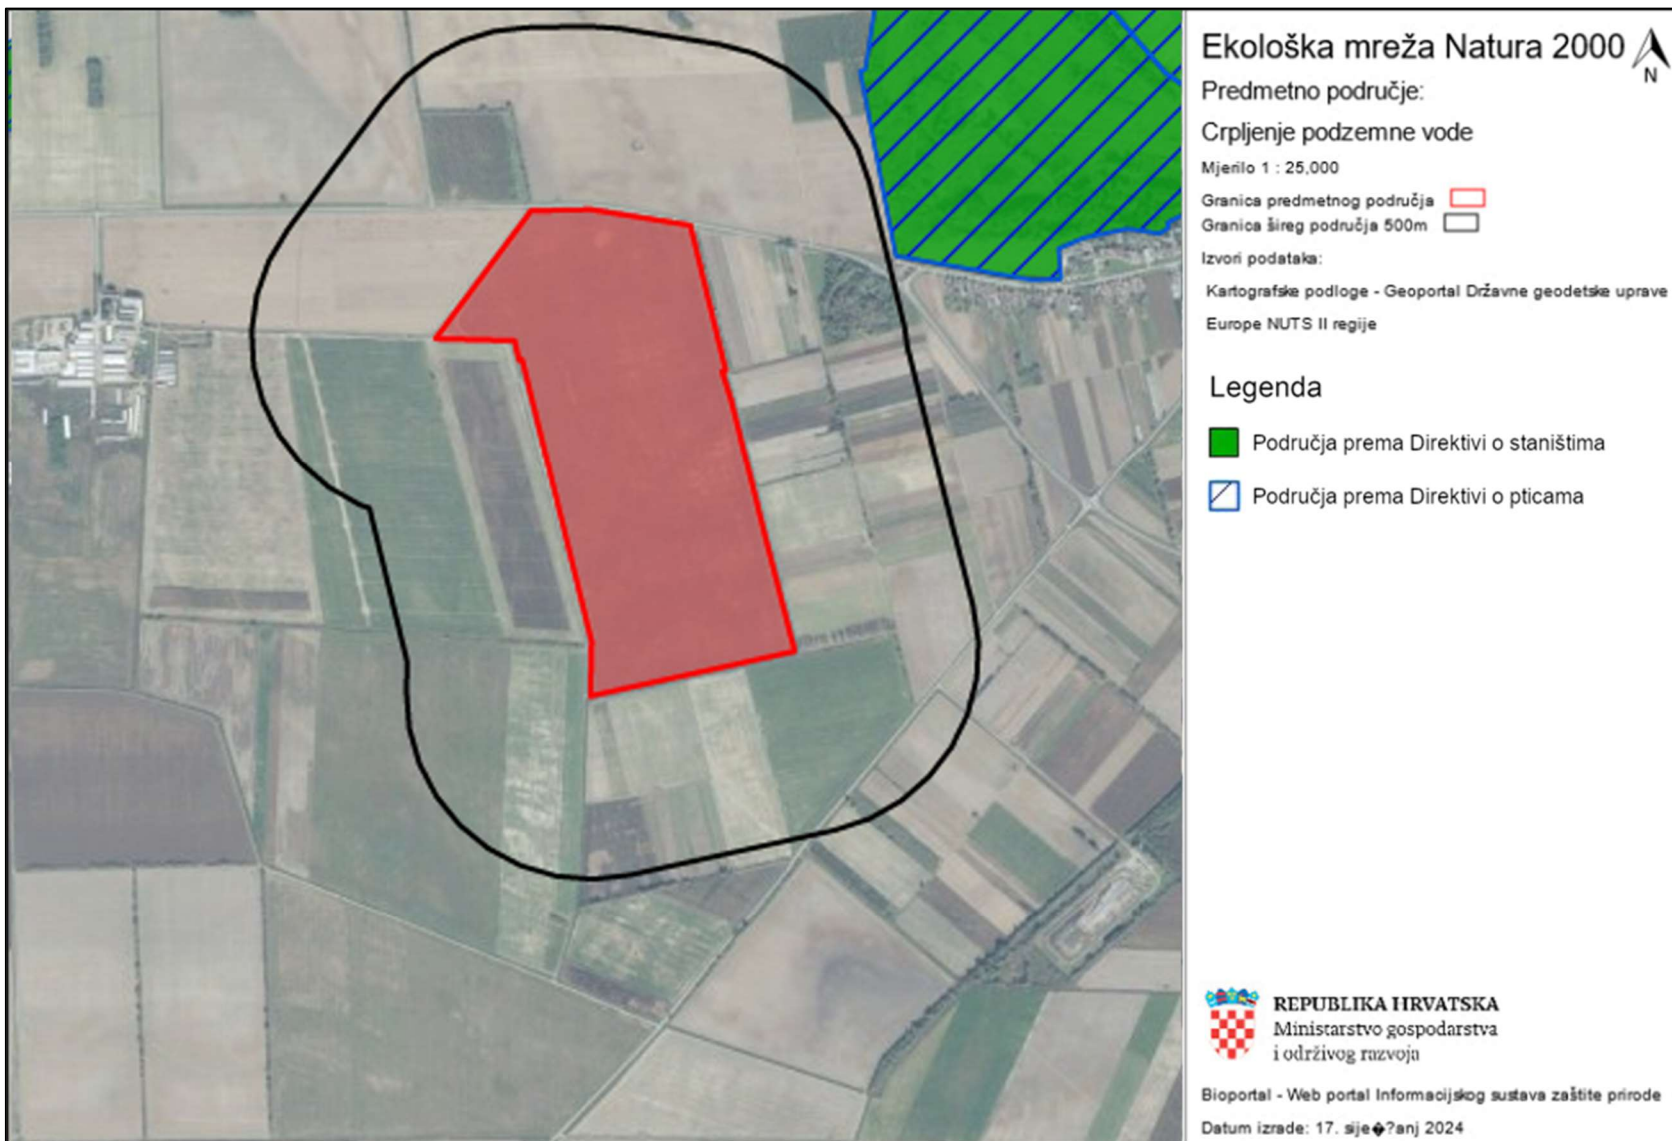 Ekološka mreža Natura 2000
N
Predmetno područje:
Crpljenje podzemne vode
Mjerilo 1 : 25,000
Granica predmetnog područja
Granica šireg područja 500m
Izvori podataka:
Kartografske podloge - Geoportal Državne geodetske uprave
Europe NUTS II regije
Legenda
Područja prema Direktivi o staništima
Područja prema Direktivi o pticama
REPUBLIKA HRVATSKA
Ministarstvo gospodarstva
i održivog razvoja
Bioportal - Web portal Informacijskog sustava zaštite prirode
Datum izrade: 17. sije�?anj 2024